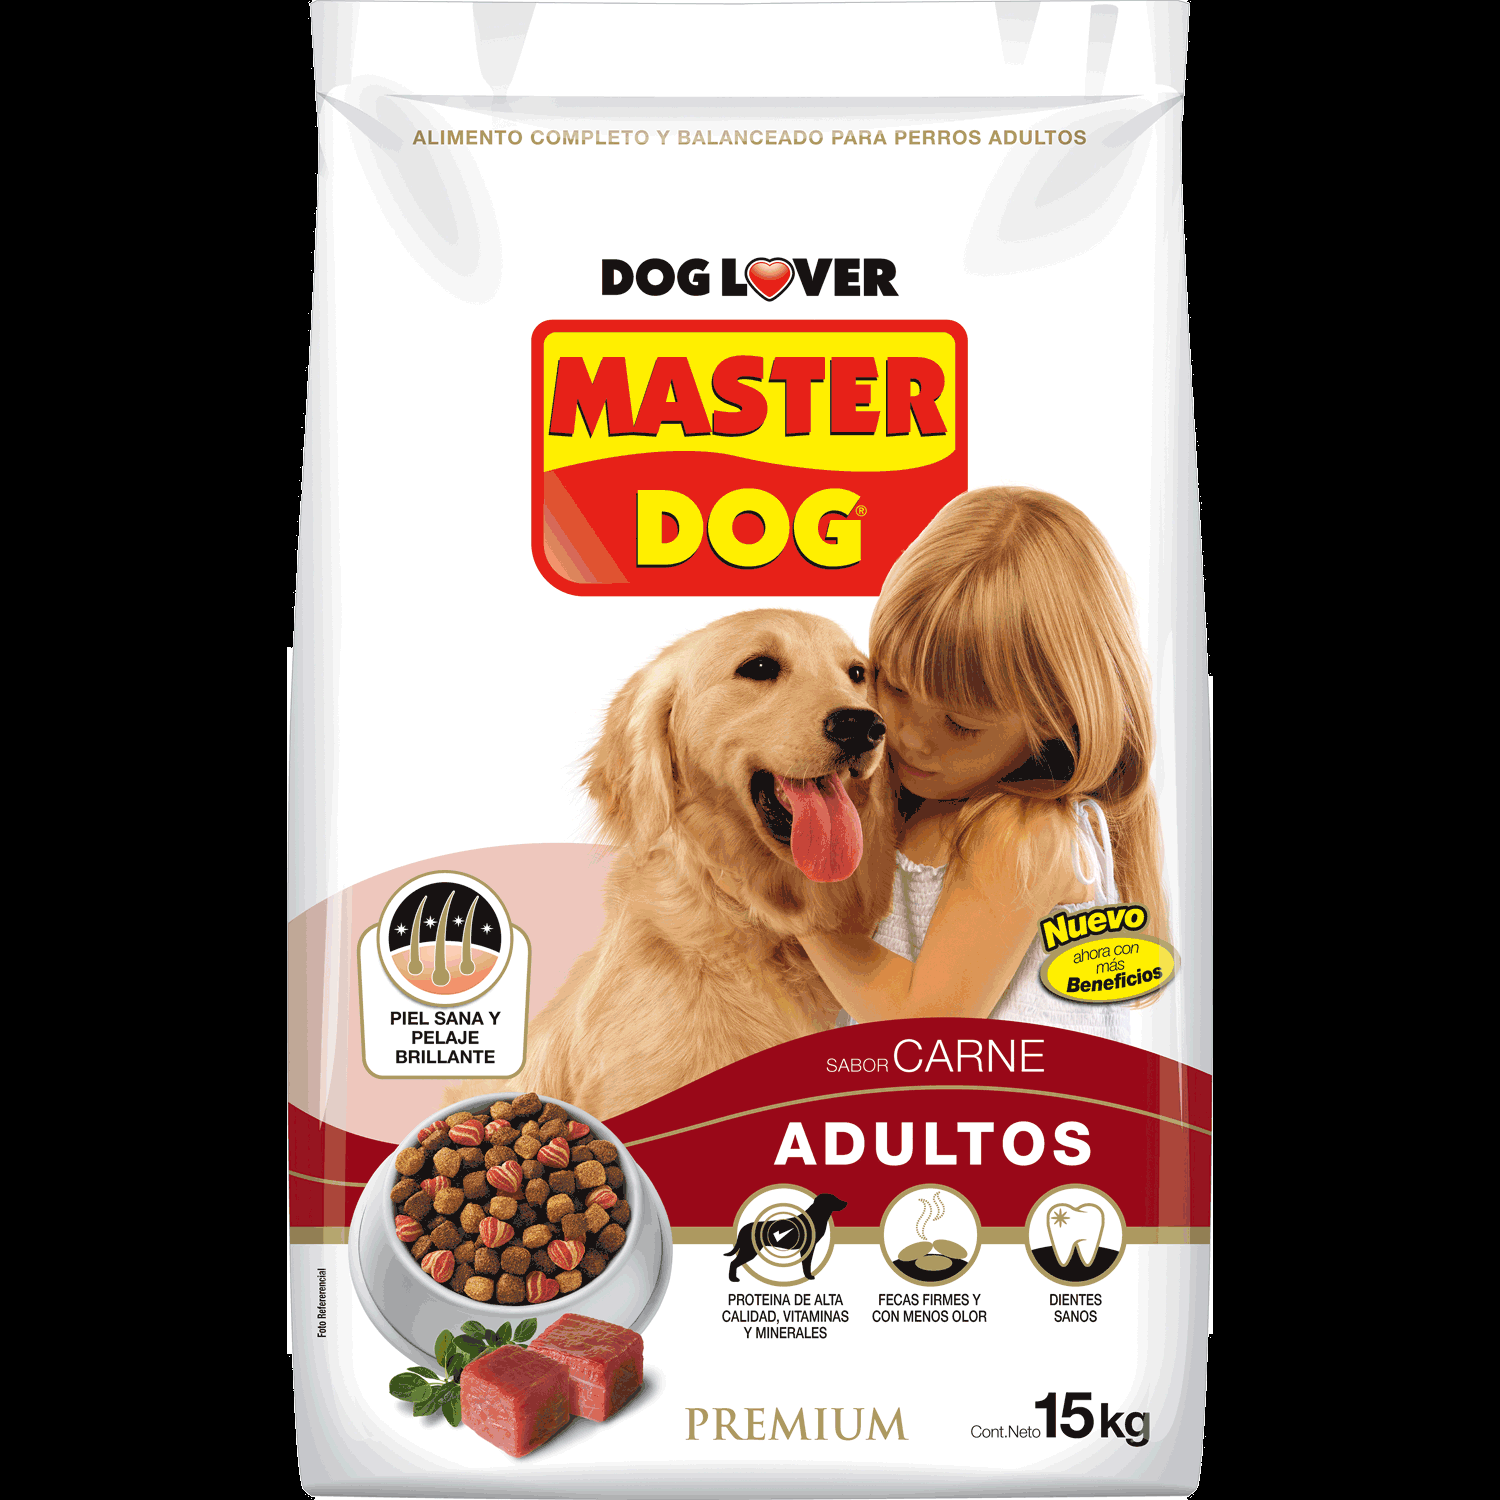 ALIMENTO COMPLETO Y BALANCEADO PARA PERROS ADULTOS
DOG LOVER
MASTER
DOG®
Nuevo
ahora con
más
Beneficios
PIEL SANA Y
PELAJE
BRILLANTE
SABOR CARNE
ADULTOS
PROTEINA DE ALTA
CALIDAD, VITAMINAS
Y MINERALES
FECAS FIRMES Y
CON MENOS OLOR
DIENTES
SANOS
Foto Refererencial
PREMIUM
Cont.Neto 15kg